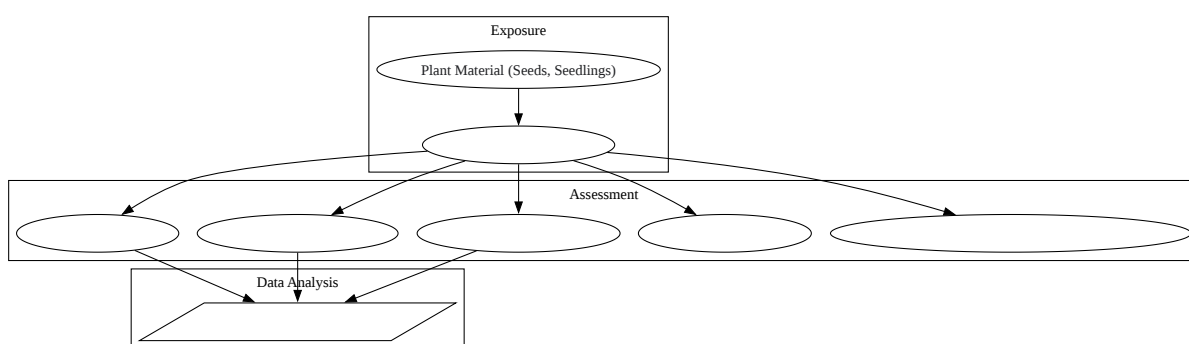 Exposure
Plant Material (Seeds, Seedlings)
Assessment
Data Analysis